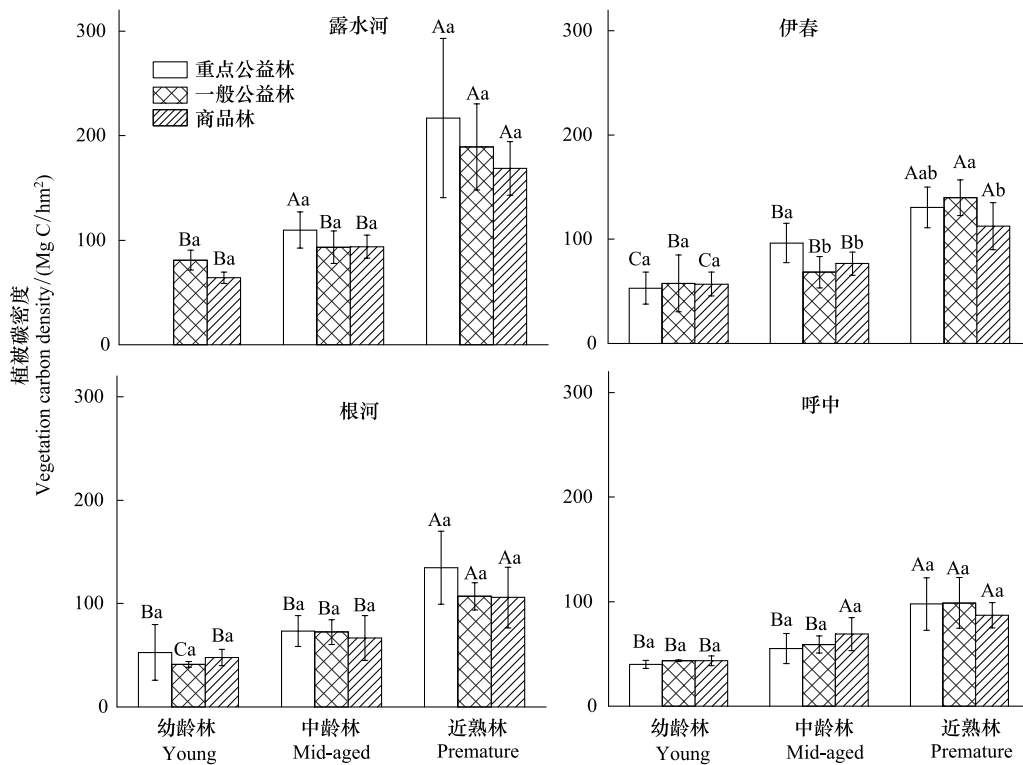 植被碳密度
Vegetation carbon density/(Mg C/hm²)
露水河
重点公益林
一般公益林
商品林
300
200
100
0
Ba Ba
Aa Ba Ba
Aa Aa Aa
伊春
300
200
100
0
Ca Ba Ca
Ba Bb Bb
Aab Aa Ab
根河
300
200
100
0
Ba Ca Ba
Ba Ba Ba
Aa Aa Aa
幼龄林 中龄林 近熟林
Young Mid-aged Premature
呼中
300
200
100
0
Ba Ba Ba
Ba Ba Aa
Aa Aa Aa
幼龄林 中龄林 近熟林
Young Mid-aged Premature